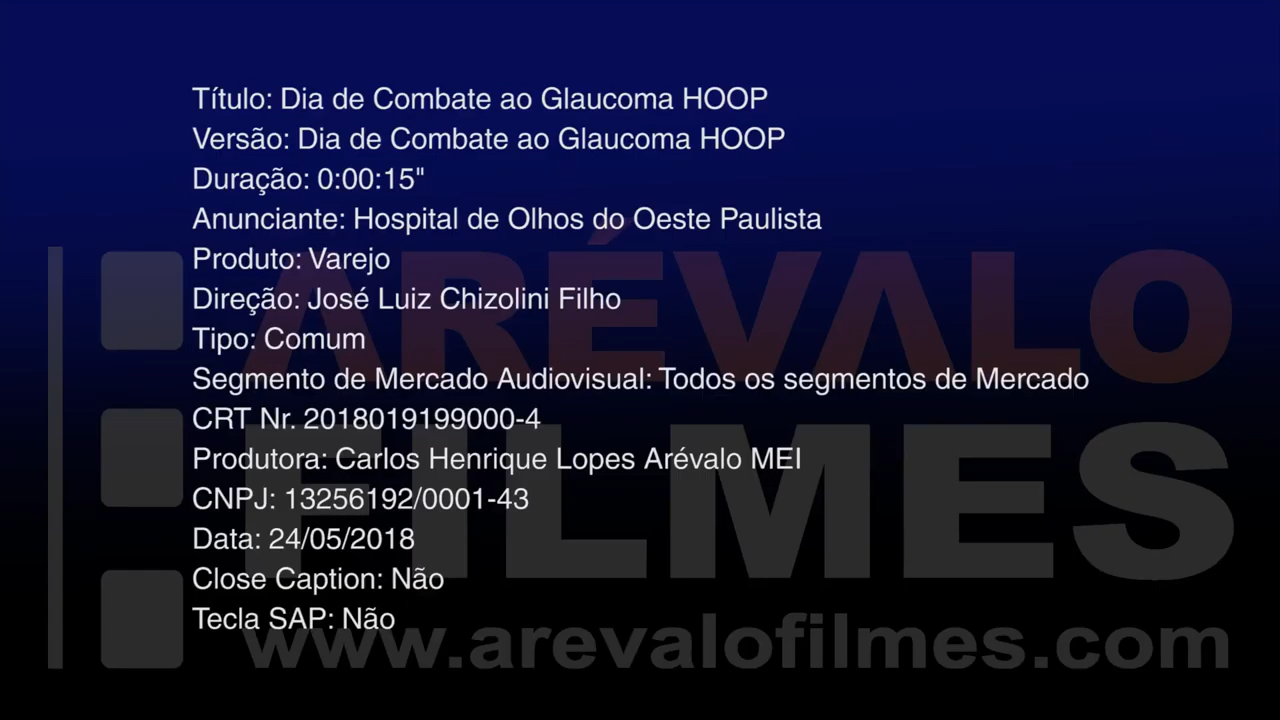 Título: Dia de Combate ao Glaucoma HOOP
Versão: Dia de Combate ao Glaucoma HOOP
Duração: 0:00:15"
Anunciante: Hospital de Olhos do Oeste Paulista
Produto: Varejo
Direção: José Luiz Chizolini Filho
Tipo: Comum
Segmento de Mercado Audiovisual: Todos os segmentos de Mercado
CRT Nr. 2018019199000-4
Produtora: Carlos Henrique Lopes Arévalo MEI
CNPJ: 13256192/0001-43
Data: 24/05/2018
Close Caption: Não
Tecla SAP: Não
ARÉVALO
FILMES
www.arevalofilmes.com